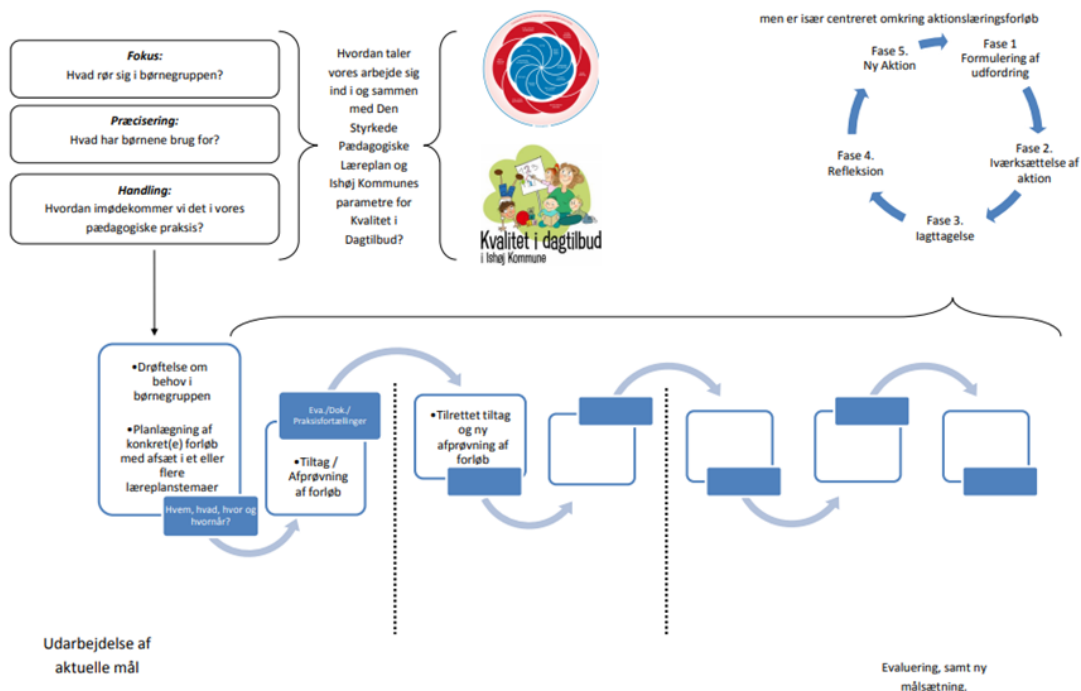 men er især centreret omkring aktionslæringsforløb
Fokus:
Hvad rør sig i børnegruppen?
Præcisering:
Hvad har børnene brug for?
Handling:
Hvordan imødekommer vi det i vores
pædagogiske praksis?
Hvordan taler
vores arbejde sig
ind i og sammen
med Den
Styrkede
Pædagogiske
Læreplan og
Ishøj Kommunes
parametre for
Kvalitet i
Dagtilbud?
Kvalitet i dagtilbud
i Ishøj Kommune
Fase 1
Formulering af
udfordring
Fase 2.
Iværksættelse af
aktion
Fase 3.
Iagttagelse
Fase 4.
Refleksion
Fase 5.
Ny Aktion
•Drøftelse om
behov i
børnegruppen
•Planlægning af
konkret(e) forløb
med afsæt i et eller
flere
læreplanstemaer
Hvem, hvad, hvor og
hvornår?
Eva./Dok./
Praksisfortællinger
•Tiltag /
Afprøvning
af forløb
•Tilrettet tiltag
og ny
afprøvning af
forløb
Udarbejdelse af
aktuelle mål
Evaluering, samt ny
målsætning.